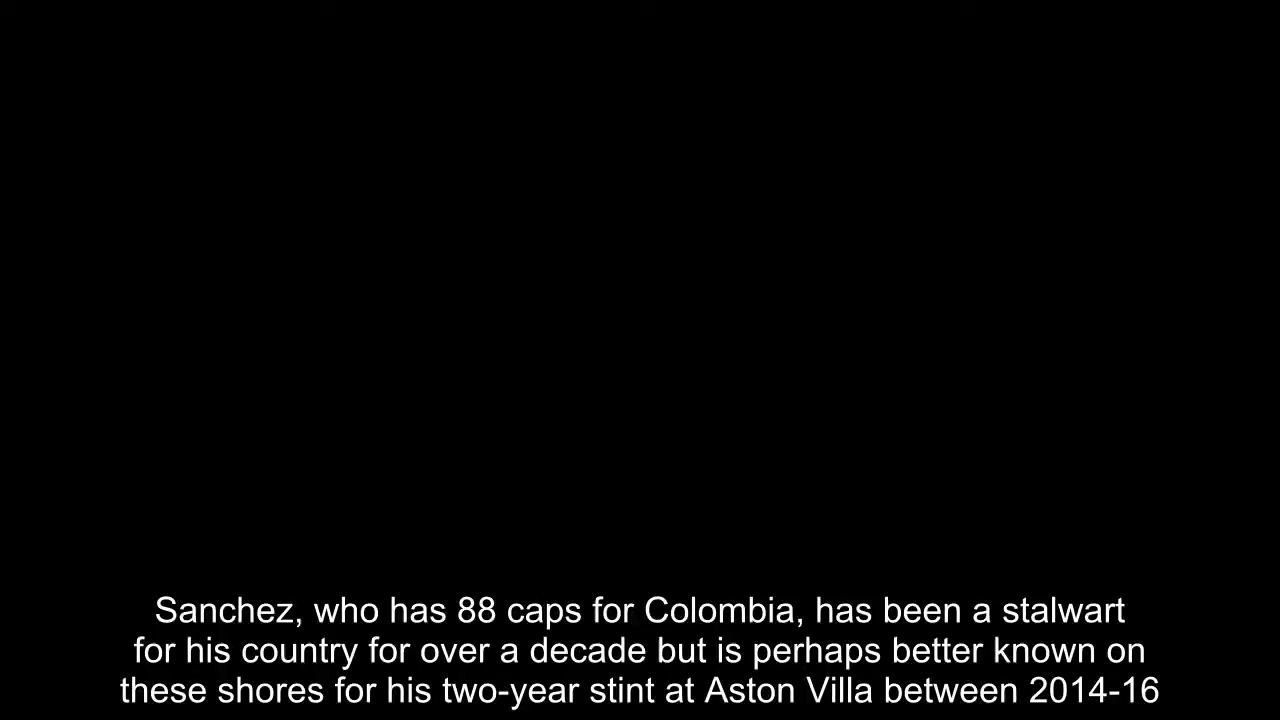 Sanchez, who has 88 caps for Colombia, has been a stalwart
for his country for over a decade but is perhaps better known on
these shores for his two-year stint at Aston Villa between 2014-16